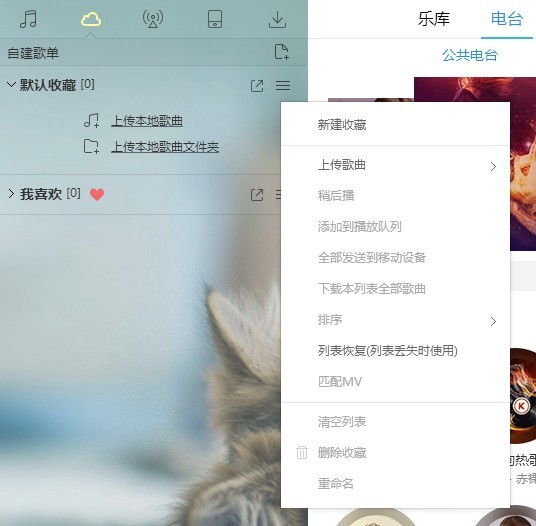 乐库 电台
自建歌单
公共电台
默认收藏 [0]
上传本地歌曲
上传本地歌曲文件夹
我喜欢 [0]
新建收藏
上传歌曲
稍后播
添加到播放队列
全部发送到移动设备
下载本列表全部歌曲
排序
列表恢复(列表丢失时使用)
匹配MV
清空列表
删除收藏
重命名
K
热歌
赤裸